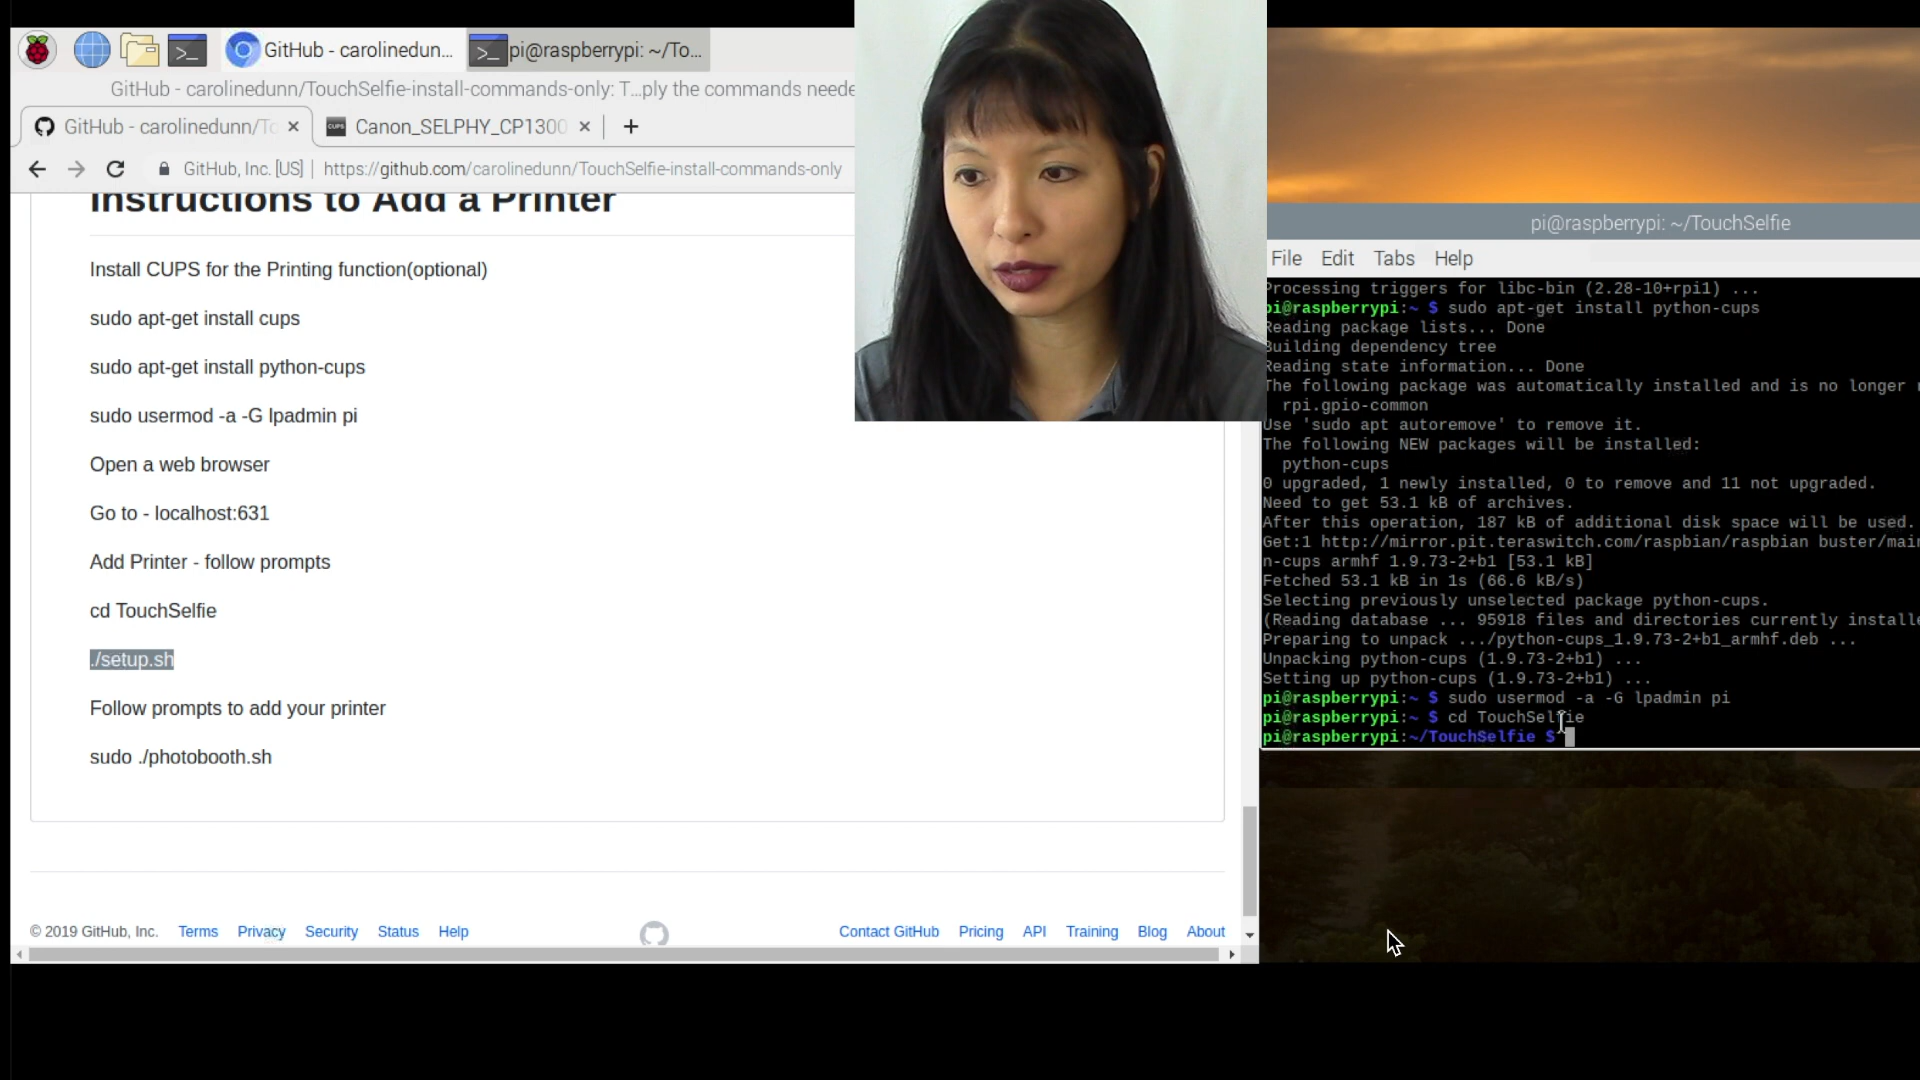 GitHub - carolinedun...
pi@raspberrypi: ~/To...
GitHub - carolinedunn/TouchSelfie-install-commands-only: T...ply the commands neede
GitHub - carolinedunn/To
CUPS
Canon_SELPHY_CP1300
GitHub, Inc. [US]
https://github.com/carolinedunn/TouchSelfie-install-commands-only
Instructions to Add a Printer
Install CUPS for the Printing function(optional)
sudo apt-get install cups
sudo apt-get install python-cups
sudo usermod -a -G lpadmin pi
Open a web browser
Go to - localhost:631
Add Printer - follow prompts
cd TouchSelfie
./setup.sh
Follow prompts to add your printer
sudo ./photobooth.sh
© 2019 GitHub, Inc. Terms Privacy Security Status Help
Contact GitHub Pricing API Training Blog About
pi@raspberrypi: ~/TouchSelfie
File Edit Tabs Help
Processing triggers for libc-bin (2.28-10+rpi1) ...
pi@raspberrypi:~ $ sudo apt-get install python-cups
Reading package lists... Done
Building dependency tree
Reading state information... Done
The following package was automatically installed and is no longer
rpi.gpio-common
Use 'sudo apt autoremove' to remove it.
The following NEW packages will be installed:
python-cups
0 upgraded, 1 newly installed, 0 to remove and 11 not upgraded.
Need to get 53.1 kB of archives.
After this operation, 187 kB of additional disk space will be used.
Get:1 http://mirror.pit.teraswitch.com/raspbian/raspbian buster/mai
n-cups armhf 1.9.73-2+b1 [53.1 kB]
Fetched 53.1 kB in 1s (66.6 kB/s)
Selecting previously unselected package python-cups.
(Reading database ... 95918 files and directories currently installe
Preparing to unpack .../python-cups_1.9.73-2+b1_armhf.deb ...
Unpacking python-cups (1.9.73-2+b1) ...
Setting up python-cups (1.9.73-2+b1) ...
pi@raspberrypi:~ $ sudo usermod -a -G lpadmin pi
pi@raspberrypi:~ $ cd TouchSelfie
pi@raspberrypi:~/TouchSelfie $